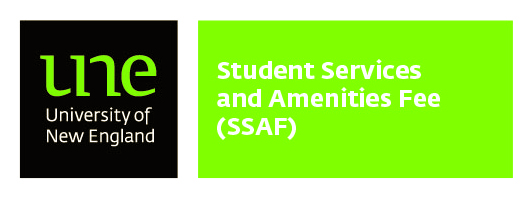 une
University of
New England
Student Services
and Amenities Fee
(SSAF)